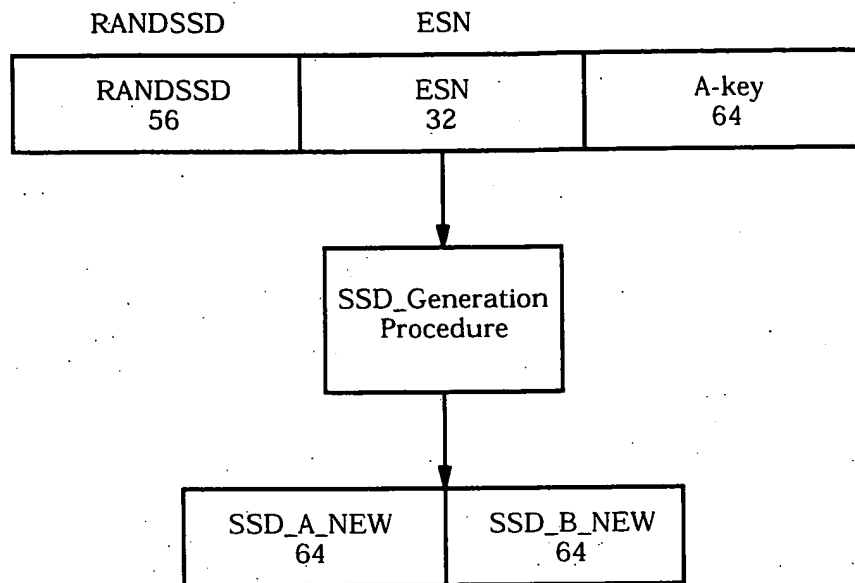 RANDSSD ESN
RANDSSD ESN A-key
56 32 64
SSD_Generation
Procedure
SSD_A_NEW SSD_B_NEW
64 64